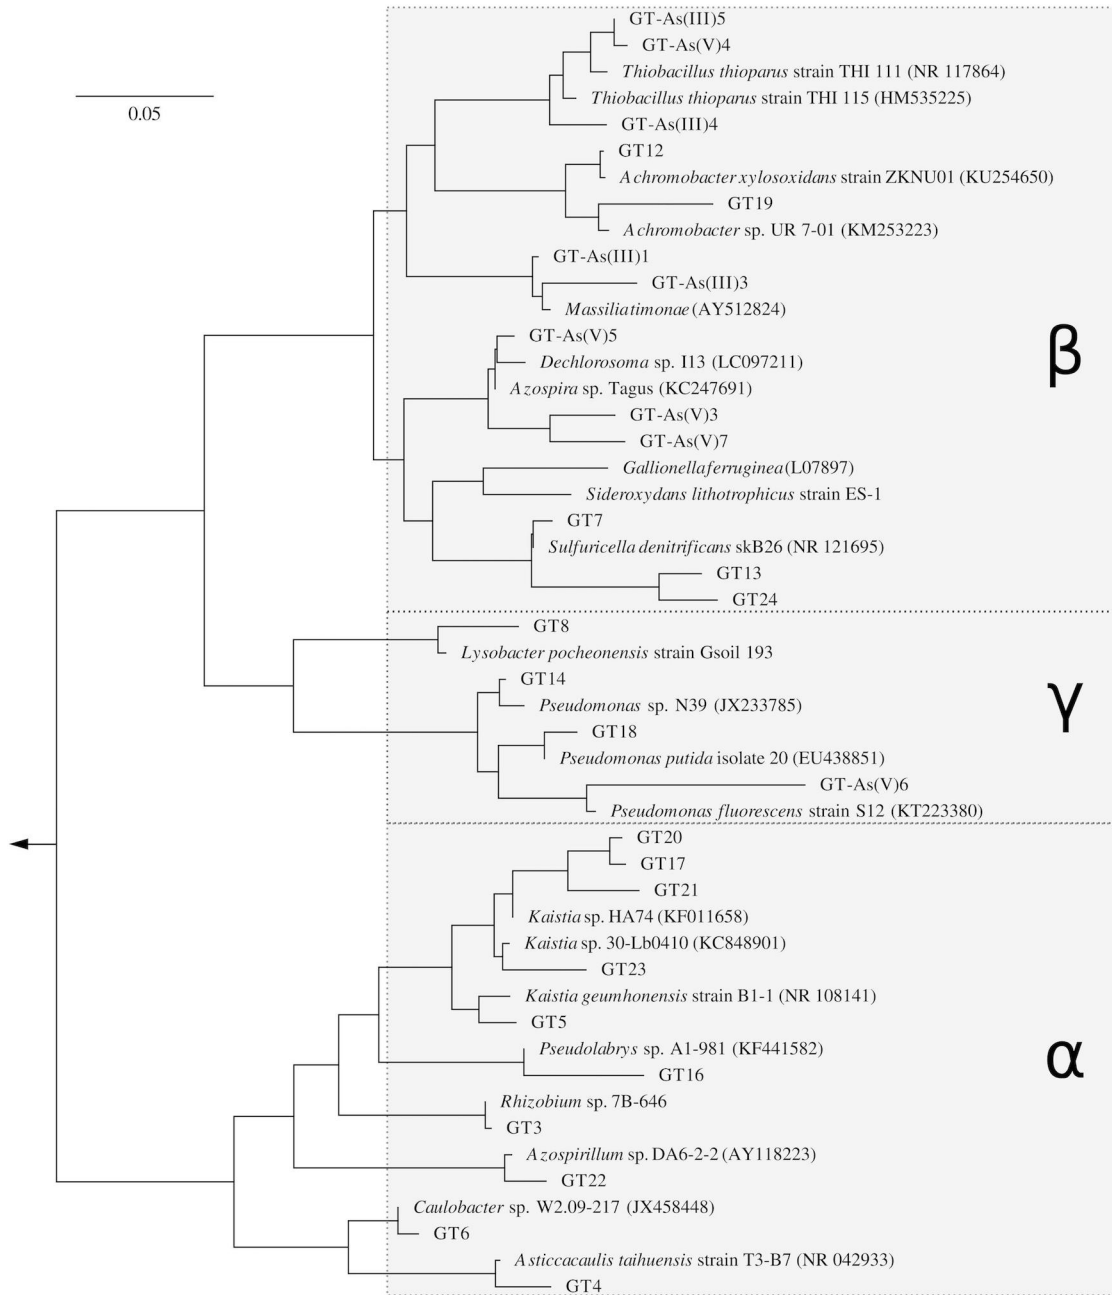 GT-As(III)5
GT-As(V)4
Thiobacillus thioparus strain THI 111 (NR 117864)
0.05
Thiobacillus thioparus strain THI 115 (HM535225)
GT-As(III)4
GT12
Achromobacter xylosoxidans strain ZKNU01 (KU254650)
GT19
Achromobacter sp. UR 7-01 (KM253223)
GT-As(III)1
GT-As(III)3
Massiliatimonae (AY512824)
GT-As(V)5
β
Dechlorosoma sp. I13 (LC097211)
Azospira sp. Tagus (KC247691)
GT-As(V)3
GT-As(V)7
Gallionellaferruginea (L07897)
Sideroxydans lithotrophicus strain ES-1
GT7
Sulfuricella denitrificans skB26 (NR 121695)
GT13
GT24
GT8
Lysobacter pocheonensis strain Gsoil 193
GT14
γ
Pseudomonas sp. N39 (JX233785)
GT18
Pseudomonas putida isolate 20 (EU438851)
GT-As(V)6
Pseudomonas fluorescens strain S12 (KT223380)
GT20
GT17
GT21
Kaistia sp. HA74 (KF011658)
Kaistia sp. 30-Lb0410 (KC848901)
GT23
Kaistia geumhonensis strain B1-1 (NR 108141)
GT5
Pseudolabrys sp. A1-981 (KF441582)
α
GT16
Rhizobium sp. 7B-646
GT3
Azospirillum sp. DA6-2-2 (AY118223)
GT22
Caulobacter sp. W2.09-217 (JX458448)
GT6
Asticcacaulis taihuensis strain T3-B7 (NR 042933)
GT4